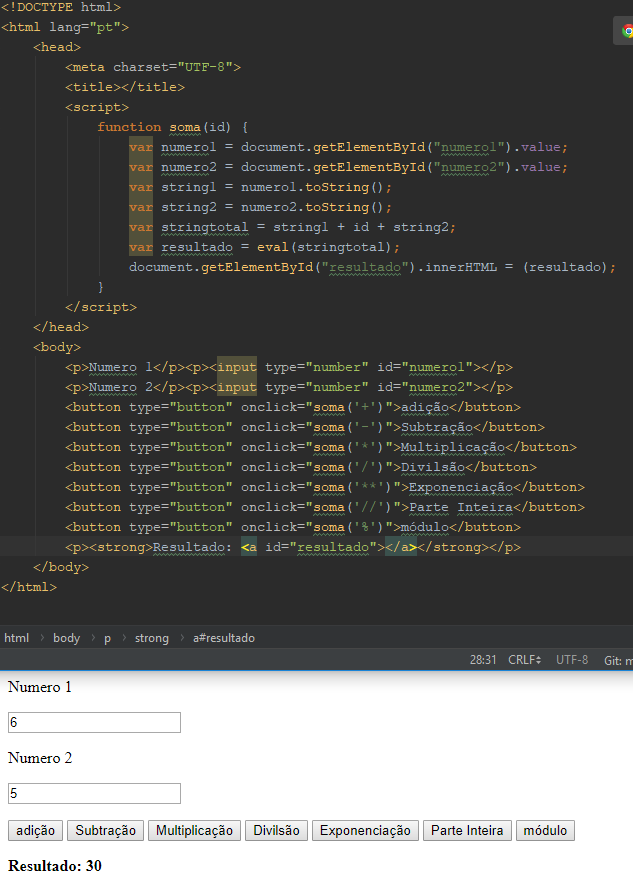 <!DOCTYPE html>
<html lang="pt">
    <head>
        <meta charset="UTF-8">
        <title></title>
        <script>
            function soma(id) {
                var numero1 = document.getElementById("numero1").value;
                var numero2 = document.getElementById("numero2").value;
                var string1 = numero1.toString();
                var string2 = numero2.toString();
                var stringtotal = string1 + id + string2;
                var resultado = eval(stringtotal);
                document.getElementById("resultado").innerHTML = (resultado);
            }
        </script>
    </head>
    <body>
        <p>Numero 1</p><p><input type="number" id="numero1"></p>
        <p>Numero 2</p><p><input type="number" id="numero2"></p>
        <button type="button" onclick="soma('+')">adição</button>
        <button type="button" onclick="soma('-')">Subtração</button>
        <button type="button" onclick="soma('*')">Multiplicação</button>
        <button type="button" onclick="soma('/')">Divilsão</button>
        <button type="button" onclick="soma('**')">Exponenciação</button>
        <button type="button" onclick="soma('//')">Parte Inteira</button>
        <button type="button" onclick="soma('%')">módulo</button>
        <p><strong>Resultado: <a id="resultado"></a></strong></p>
    </body>
</html>
html › body › p › strong › a#resultado
28:31 CRLF UTF-8 Git: m
Numero 1
6
Numero 2
5
adição Subtração Multiplicação Divilsão Exponenciação Parte Inteira módulo
Resultado: 30